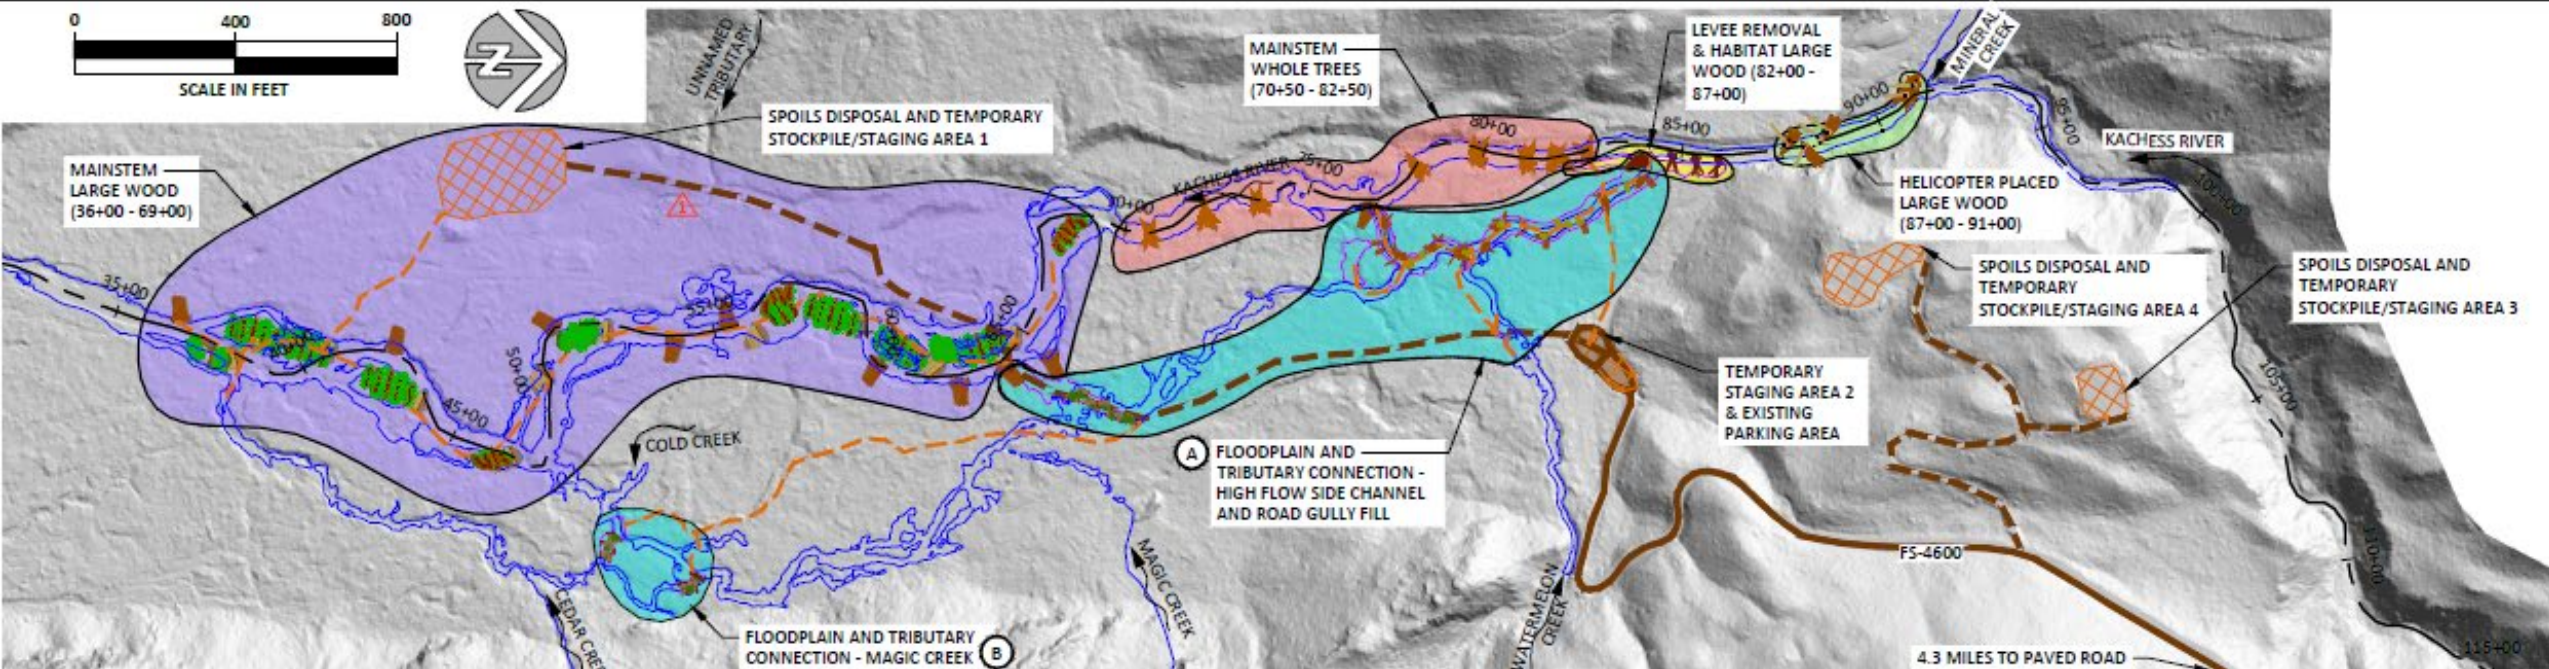 0 400 800
SCALE IN FEET
N
UNNAMED
TRIBUTARY
SPOILS DISPOSAL AND TEMPORARY
STOCKPILE/STAGING AREA 1
MAINSTEM
LARGE WOOD
(36+00 - 69+00)
1
MAINSTEM
WHOLE TREES
(70+50 - 82+50)
LEVEE REMOVAL
& HABITAT LARGE
WOOD (82+00 -
87+00)
MINERAL
CREEK
KACHESS RIVER
HELICOPTER PLACED
LARGE WOOD
(87+00 - 91+00)
SPOILS DISPOSAL AND
TEMPORARY
STOCKPILE/STAGING AREA 4
SPOILS DISPOSAL AND
TEMPORARY
STOCKPILE/STAGING AREA 3
TEMPORARY
STAGING AREA 2
& EXISTING
PARKING AREA
A
FLOODPLAIN AND
TRIBUTARY CONNECTION -
HIGH FLOW SIDE CHANNEL
AND ROAD GULLY FILL
KACHESS RIVER
35+00
45+00
50+00
55+00
75+00
80+00
85+00
90+00
95+00
100+00
105+00
110+00
115+00
COLD CREEK
CEDAR CREE
MAGIC CREEK
WATERMELON
CREEK
FS-4600
FLOODPLAIN AND TRIBUTARY
CONNECTION - MAGIC CREEK
B
4.3 MILES TO PAVED ROAD